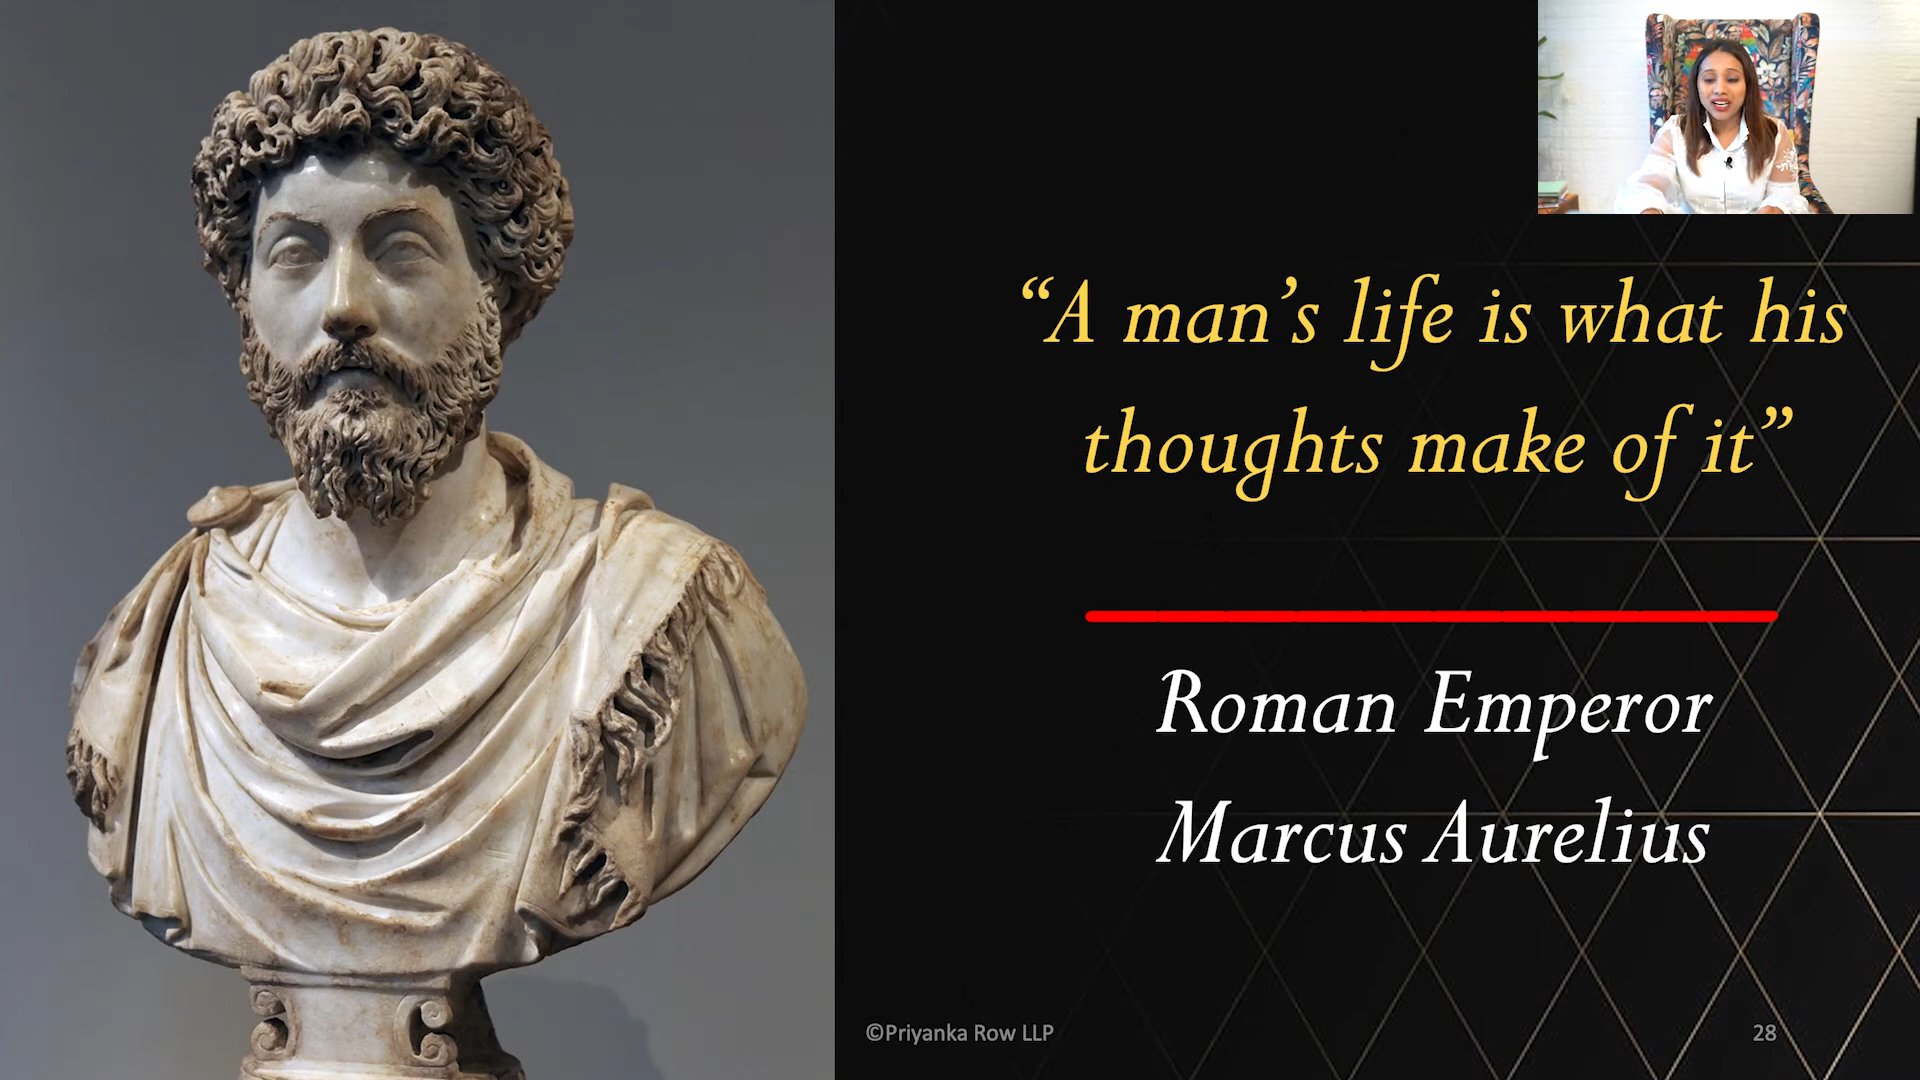 “A man’s life is what his
thoughts make of it”
Roman Emperor
Marcus Aurelius
©Priyanka Row LLP
28